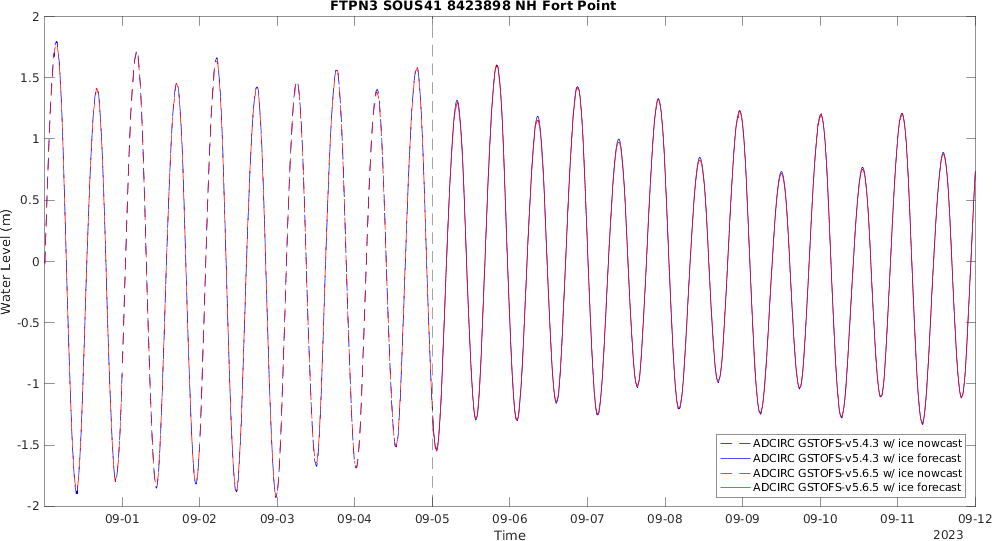 FTPN3 SOUS41 8423898 NH Fort Point
2
1.5
1
0.5
0
-0.5
-1
-1.5
-2
Water Level (m)
ADCIRC GSTOFS-v5.4.3 w/ ice nowcast
ADCIRC GSTOFS-v5.4.3 w/ ice forecast
ADCIRC GSTOFS-v5.6.5 w/ ice nowcast
ADCIRC GSTOFS-v5.6.5 w/ ice forecast
09-01 09-02 09-03 09-04 09-05 09-06 09-07 09-08 09-09 09-10 09-11 09-12
Time
2023